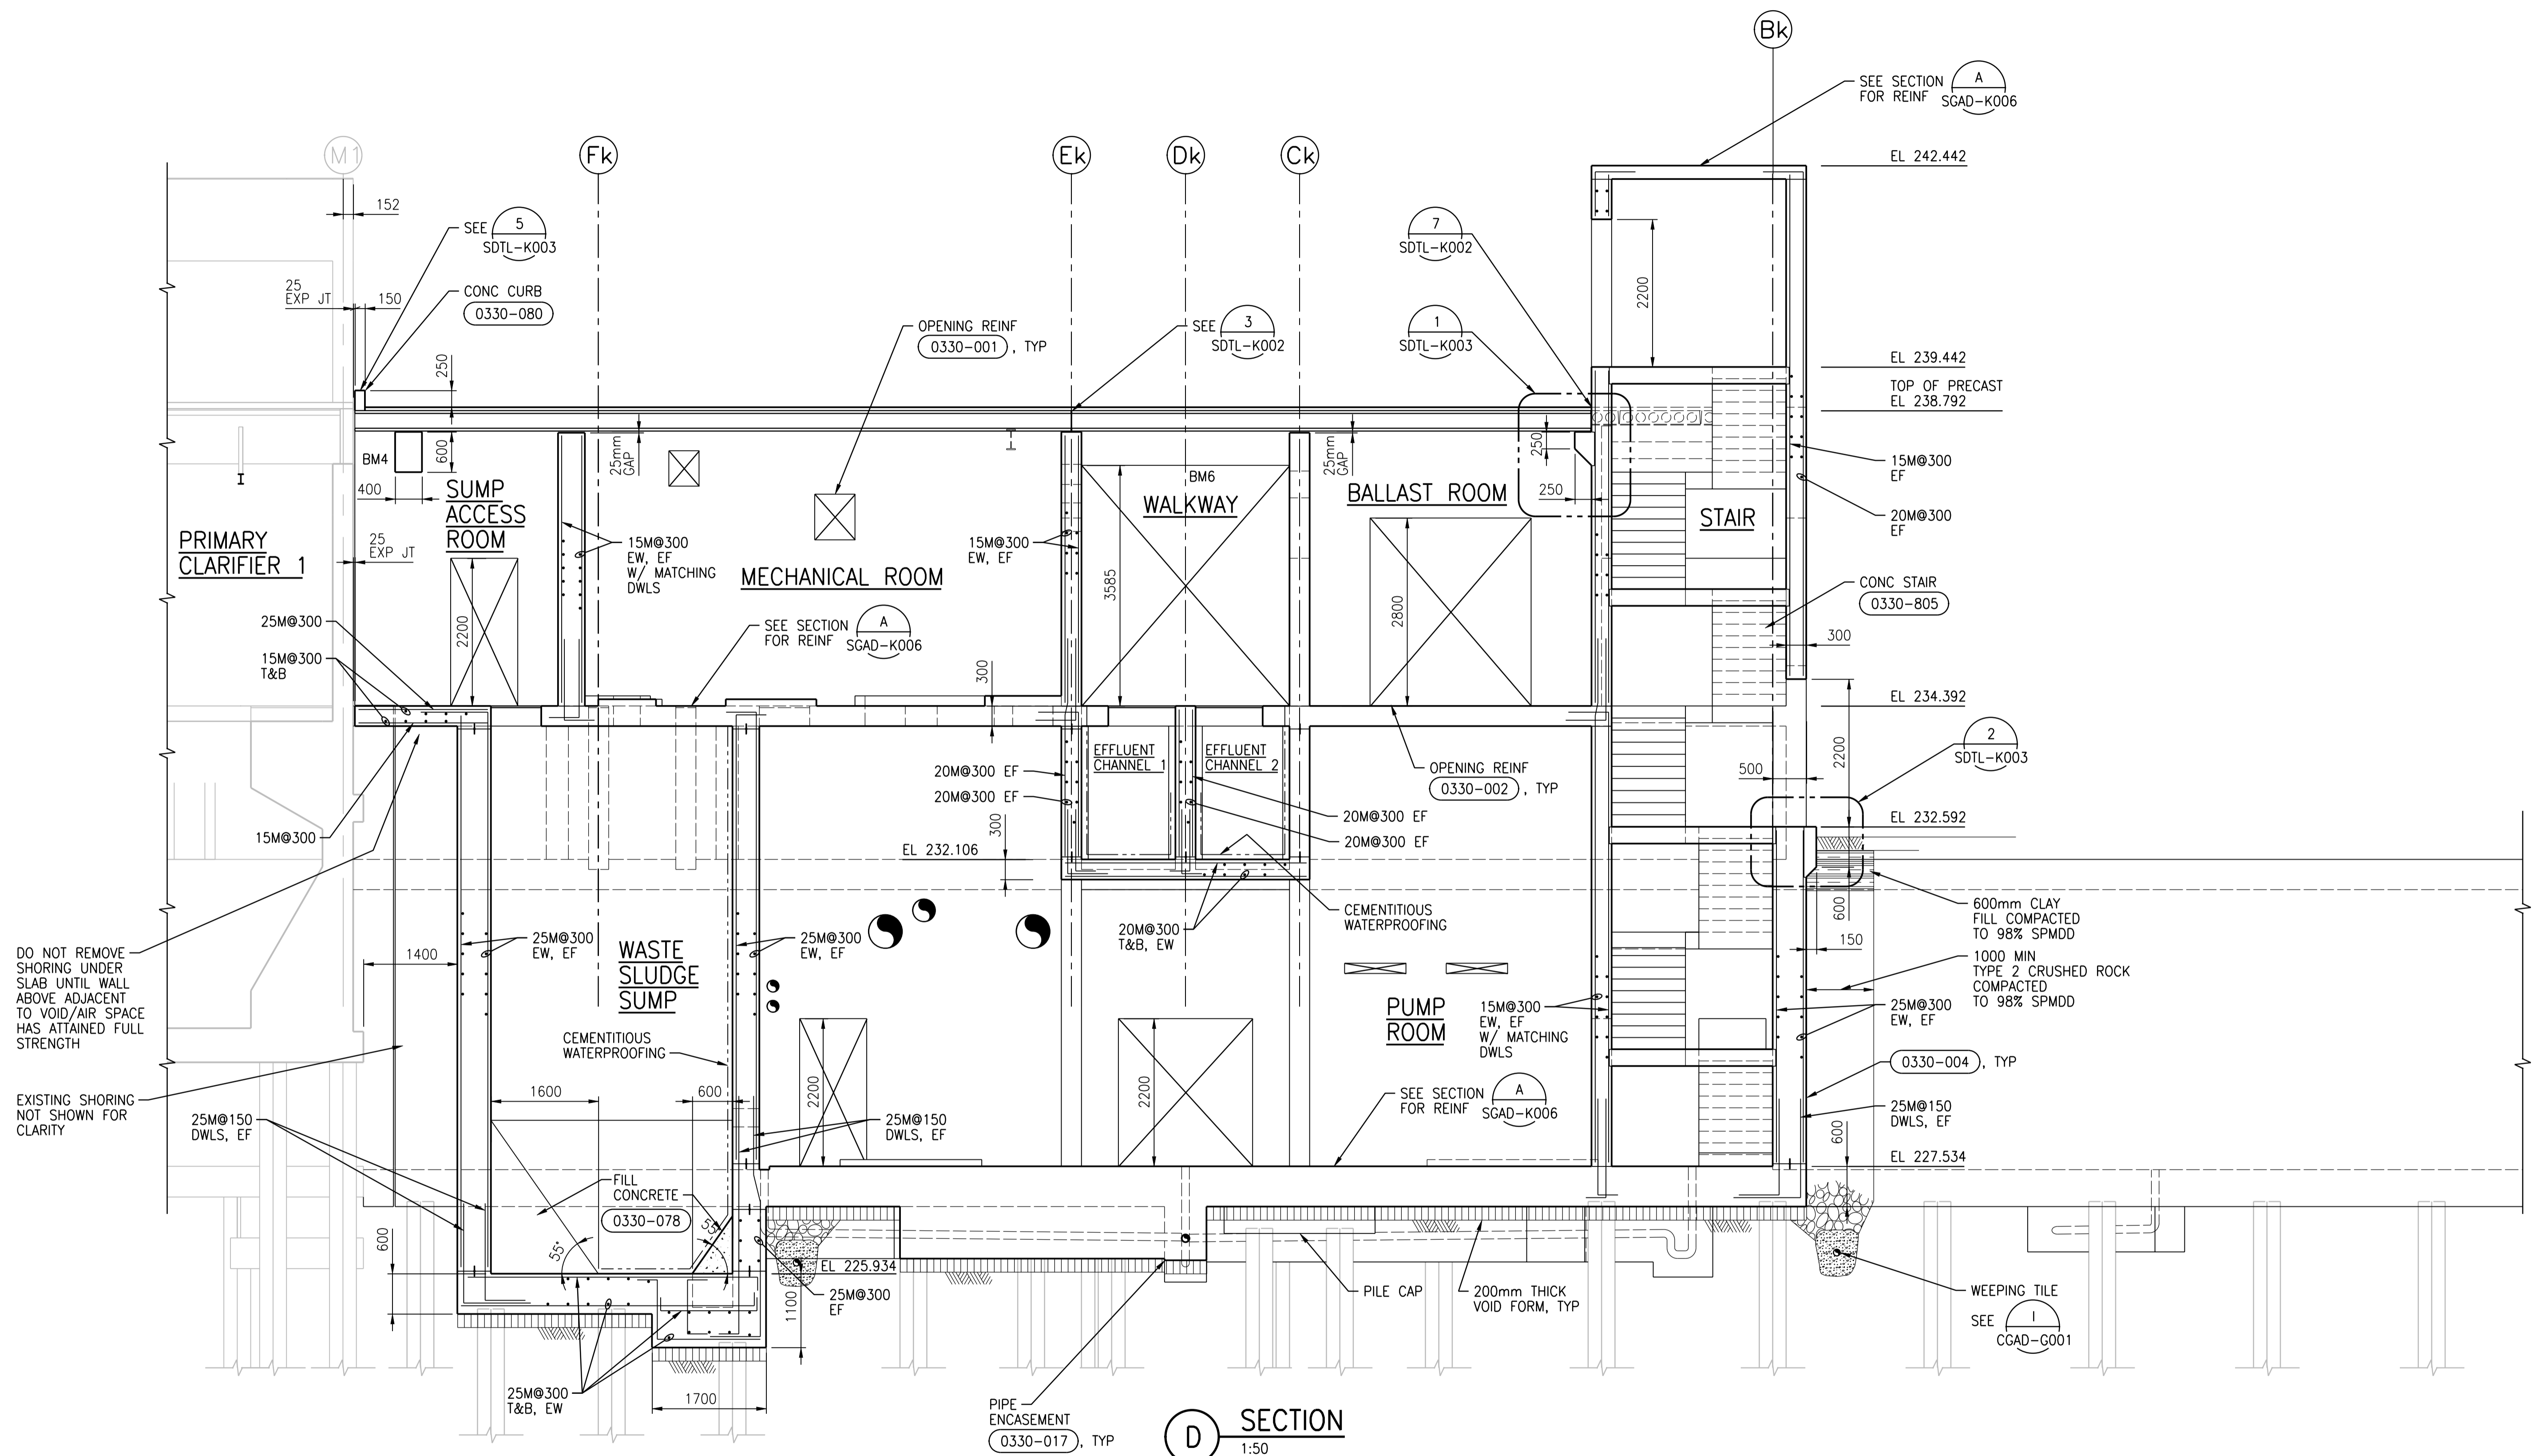 Bk
SEE SECTION
FOR REINF
A
SGAD-K006
M1
Fk
Ek
Dk
Ck
EL 242.442
152
SEE
5
SDTL-K003
7
SDTL-K002
25
EXP JT
150
CONC CURB
0330-080
2200
OPENING REINF
0330-001 , TYP
SEE
3
SDTL-K002
1
SDTL-K003
250
EL 239.442
TOP OF PRECAST
EL 238.792
BM4
600
400
25mm
GAP
25mm
GAP
250
250
SUMP
ACCESS
ROOM
BM6
WALKWAY
BALLAST ROOM
STAIR
15M@300
EF
20M@300
EF
PRIMARY
CLARIFIER 1
25
EXP JT
15M@300
EW, EF
W/ MATCHING
DWLS
MECHANICAL ROOM
15M@300
EW, EF
3585
2800
CONC STAIR
0330-805
300
25M@300
15M@300
T&B
2200
SEE SECTION
FOR REINF
A
SGAD-K006
300
EL 234.392
2200
2
SDTL-K003
500
EFFLUENT
CHANNEL 1
EFFLUENT
CHANNEL 2
20M@300 EF
20M@300 EF
OPENING REINF
0330-002 , TYP
20M@300 EF
20M@300 EF
15M@300
EL 232.106
300
EL 232.592
600
150
600mm CLAY
FILL COMPACTED
TO 98% SPMDD
1000 MIN
TYPE 2 CRUSHED ROCK
COMPACTED
TO 98% SPMDD
CEMENTITIOUS
WATERPROOFING
20M@300
T&B, EW
DO NOT REMOVE
SHORING UNDER
SLAB UNTIL WALL
ABOVE ADJACENT
TO VOID/AIR SPACE
HAS ATTAINED FULL
STRENGTH
1400
25M@300
EW, EF
WASTE
SLUDGE
SUMP
25M@300
EW, EF
PUMP
ROOM
15M@300
EW, EF
W/ MATCHING
DWLS
25M@300
EW, EF
0330-004 , TYP
CEMENTITIOUS
WATERPROOFING
2200
2200
SEE SECTION
FOR REINF
A
SGAD-K006
EXISTING SHORING
NOT SHOWN FOR
CLARITY
25M@150
DWLS, EF
1600
600
25M@150
DWLS, EF
25M@150
DWLS, EF
600
EL 227.534
FILL
CONCRETE
0330-078
55°
55°
600
EL 225.934
1100
25M@300
EF
PILE CAP
200mm THICK
VOID FORM, TYP
WEEPING TILE
SEE
I
CGAD-G001
25M@300
T&B, EW
1700
PIPE
ENCASEMENT
0330-017 , TYP
D
SECTION
1:50